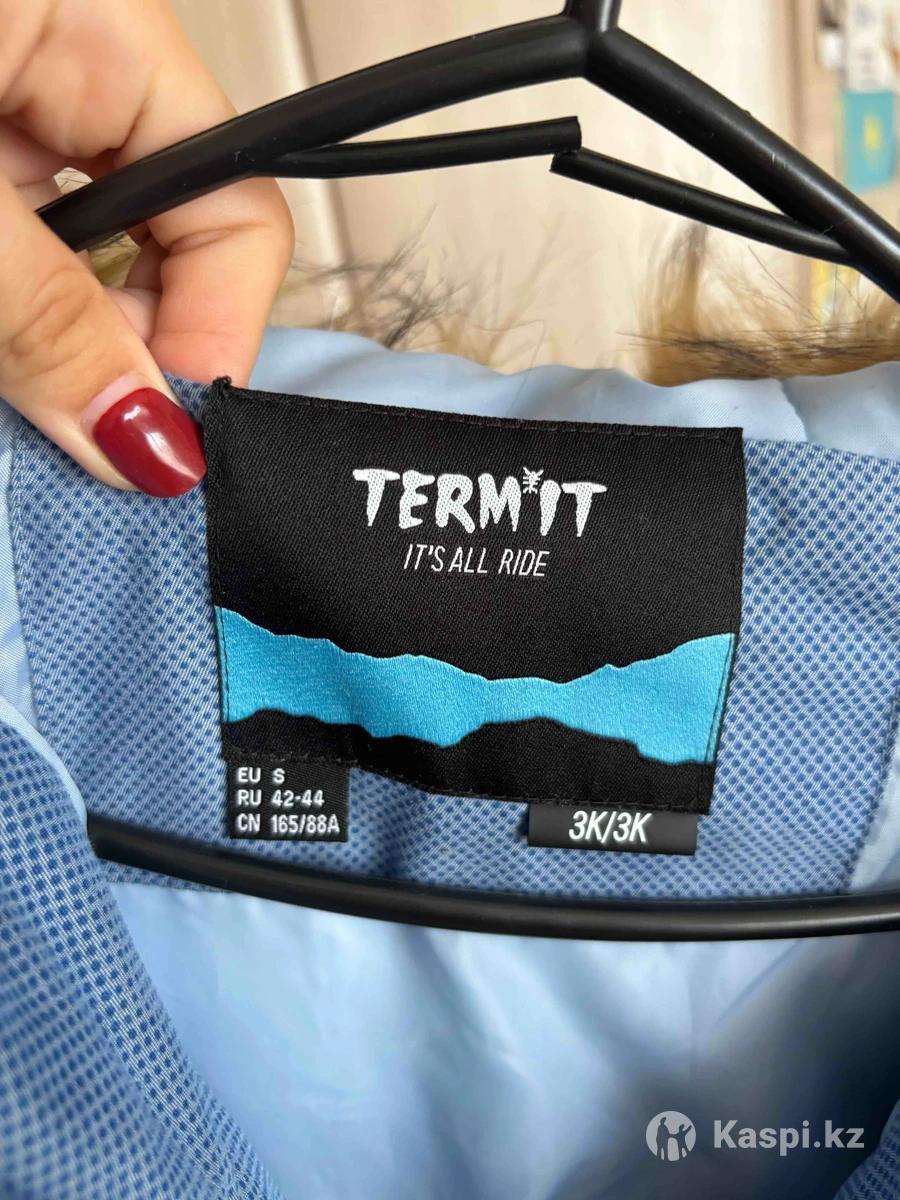 TERMIT
IT'S ALL RIDE
EU S
RU 42-44
CN 165/88A
3K/3K
Kaspi.kz